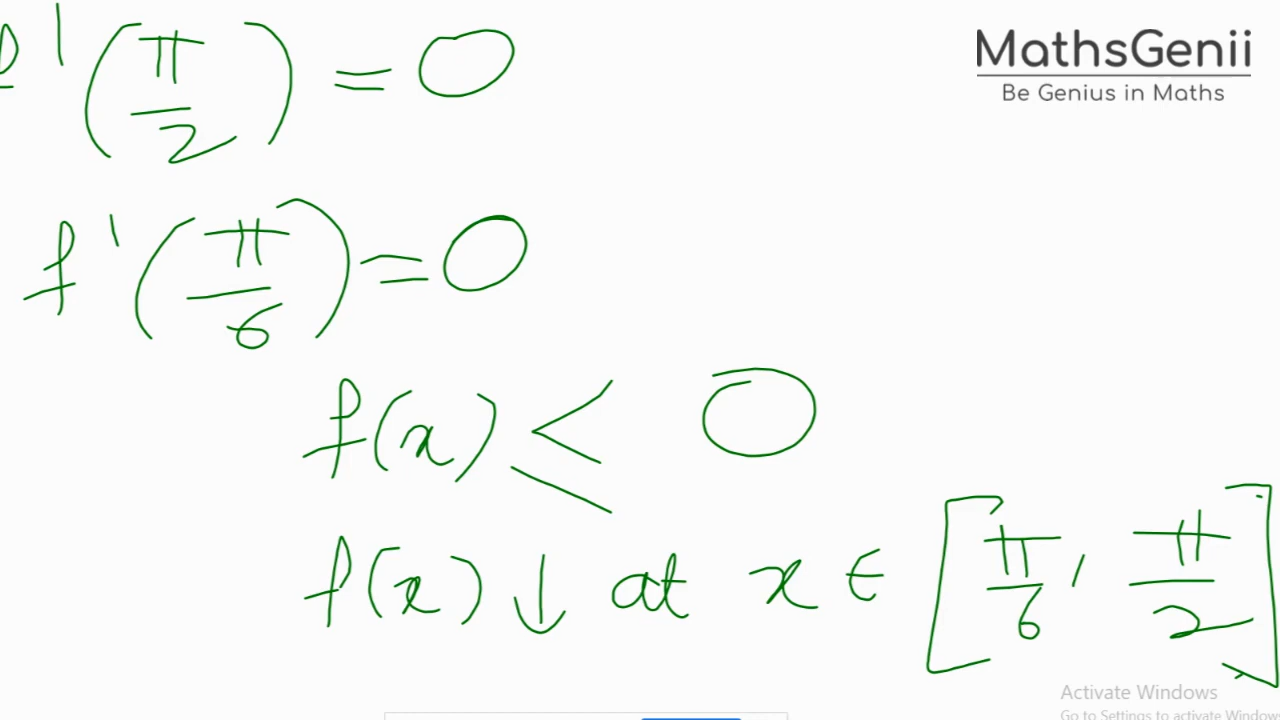 f'(π/2) = 0
MathsGenii
Be Genius in Maths
f'(π/6) = 0
f(x) ≤ 0
f(x) ↓ at x ∈ [π/6, π/2]
Activate Windows
Go to Settings to activate Window